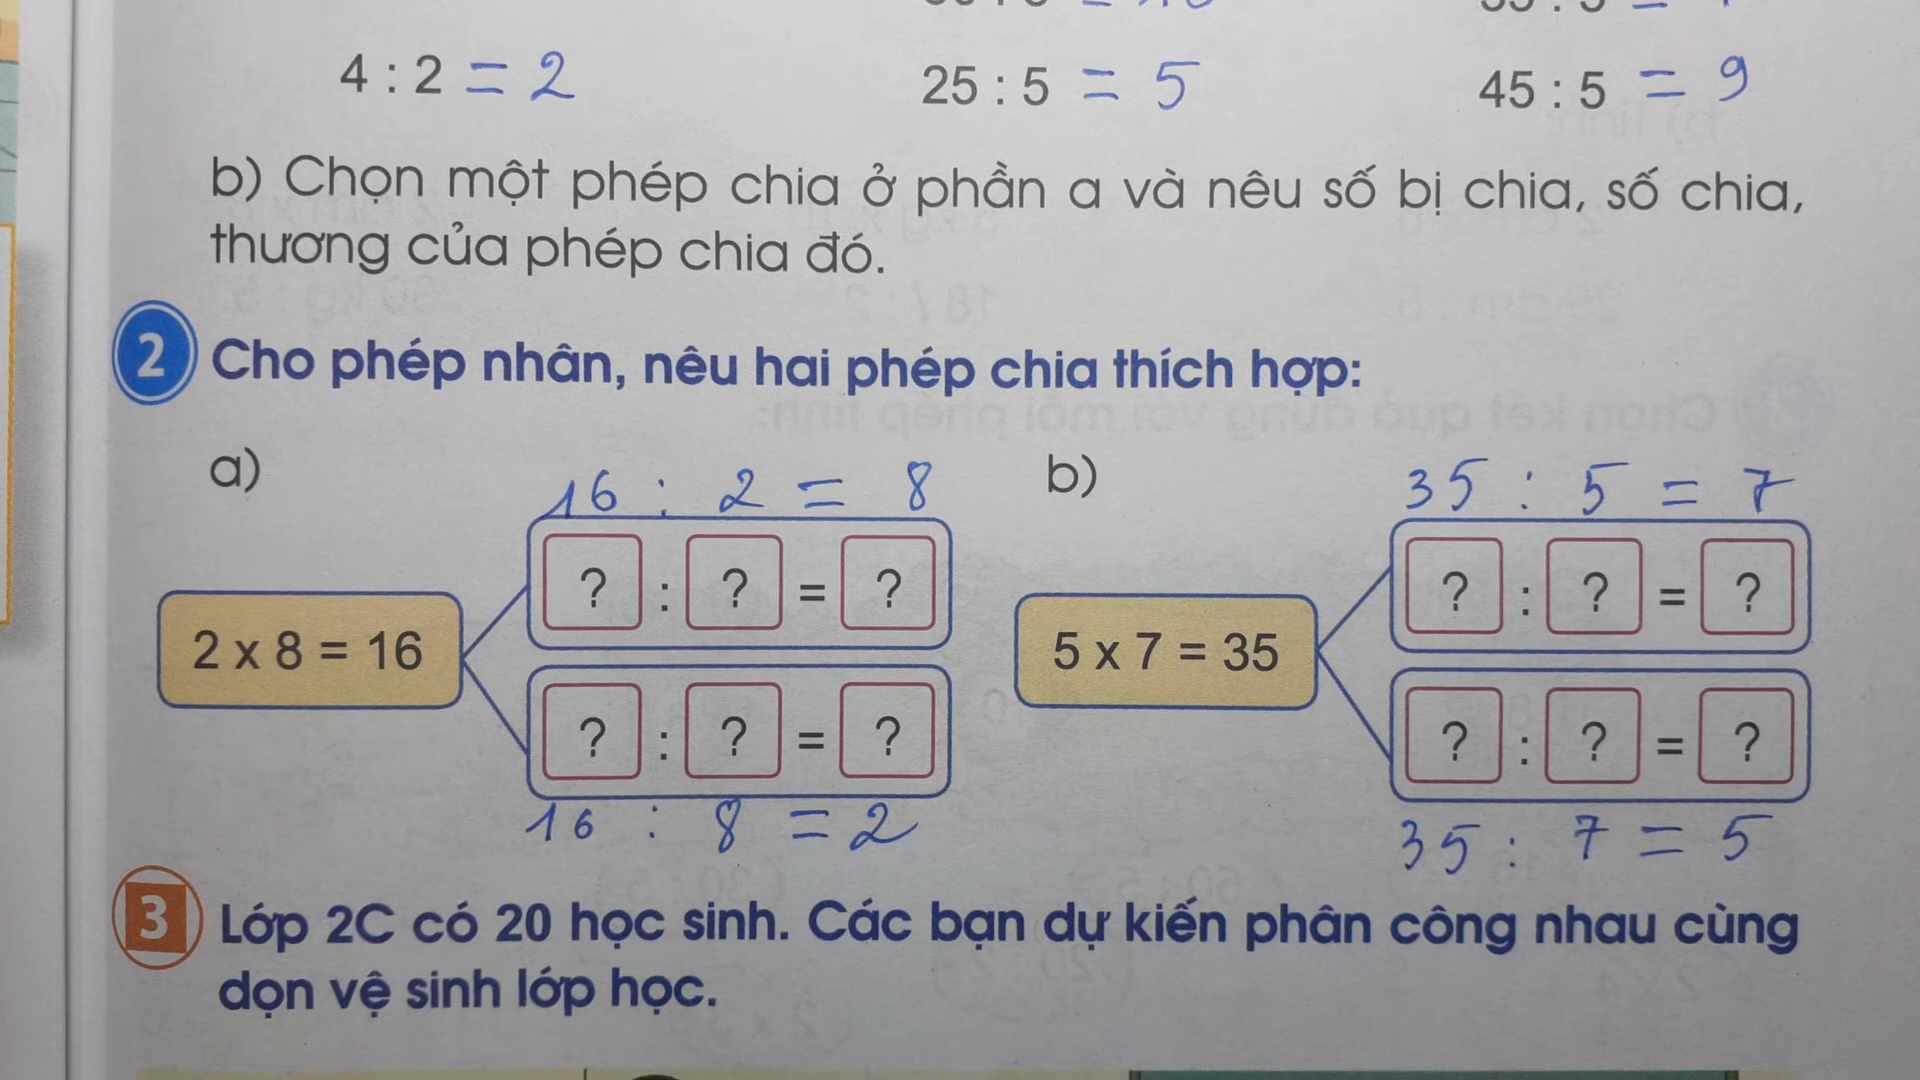 4 : 2 = 2
25 : 5 = 5
45 : 5 = 9
b) Chọn một phép chia ở phần a và nêu số bị chia, số chia,
thương của phép chia đó.
2 Cho phép nhân, nêu hai phép chia thích hợp:
a)
16 : 2 = 8
? : ? = ?
2 x 8 = 16
? : ? = ?
16 : 8 = 2
b)
35 : 5 = 7
? : ? = ?
5 x 7 = 35
? : ? = ?
35 : 7 = 5
3 Lớp 2C có 20 học sinh. Các bạn dự kiến phân công nhau cùng
dọn vệ sinh lớp học.